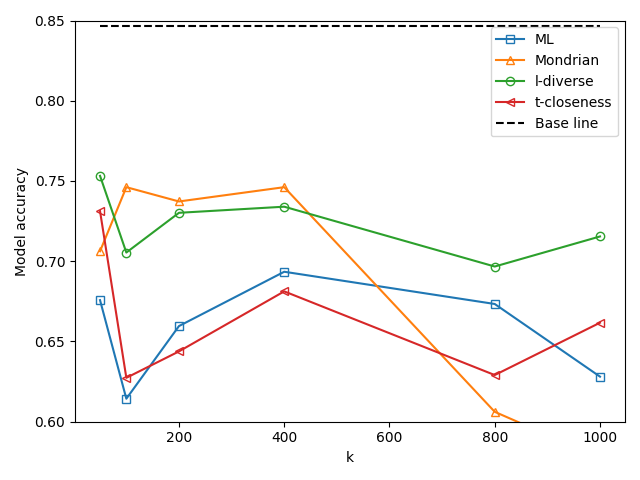 0.85
0.80
0.75
0.70
0.65
0.60
Model accuracy
200
400
600
800
1000
k
ML
Mondrian
l-diverse
t-closeness
Base line